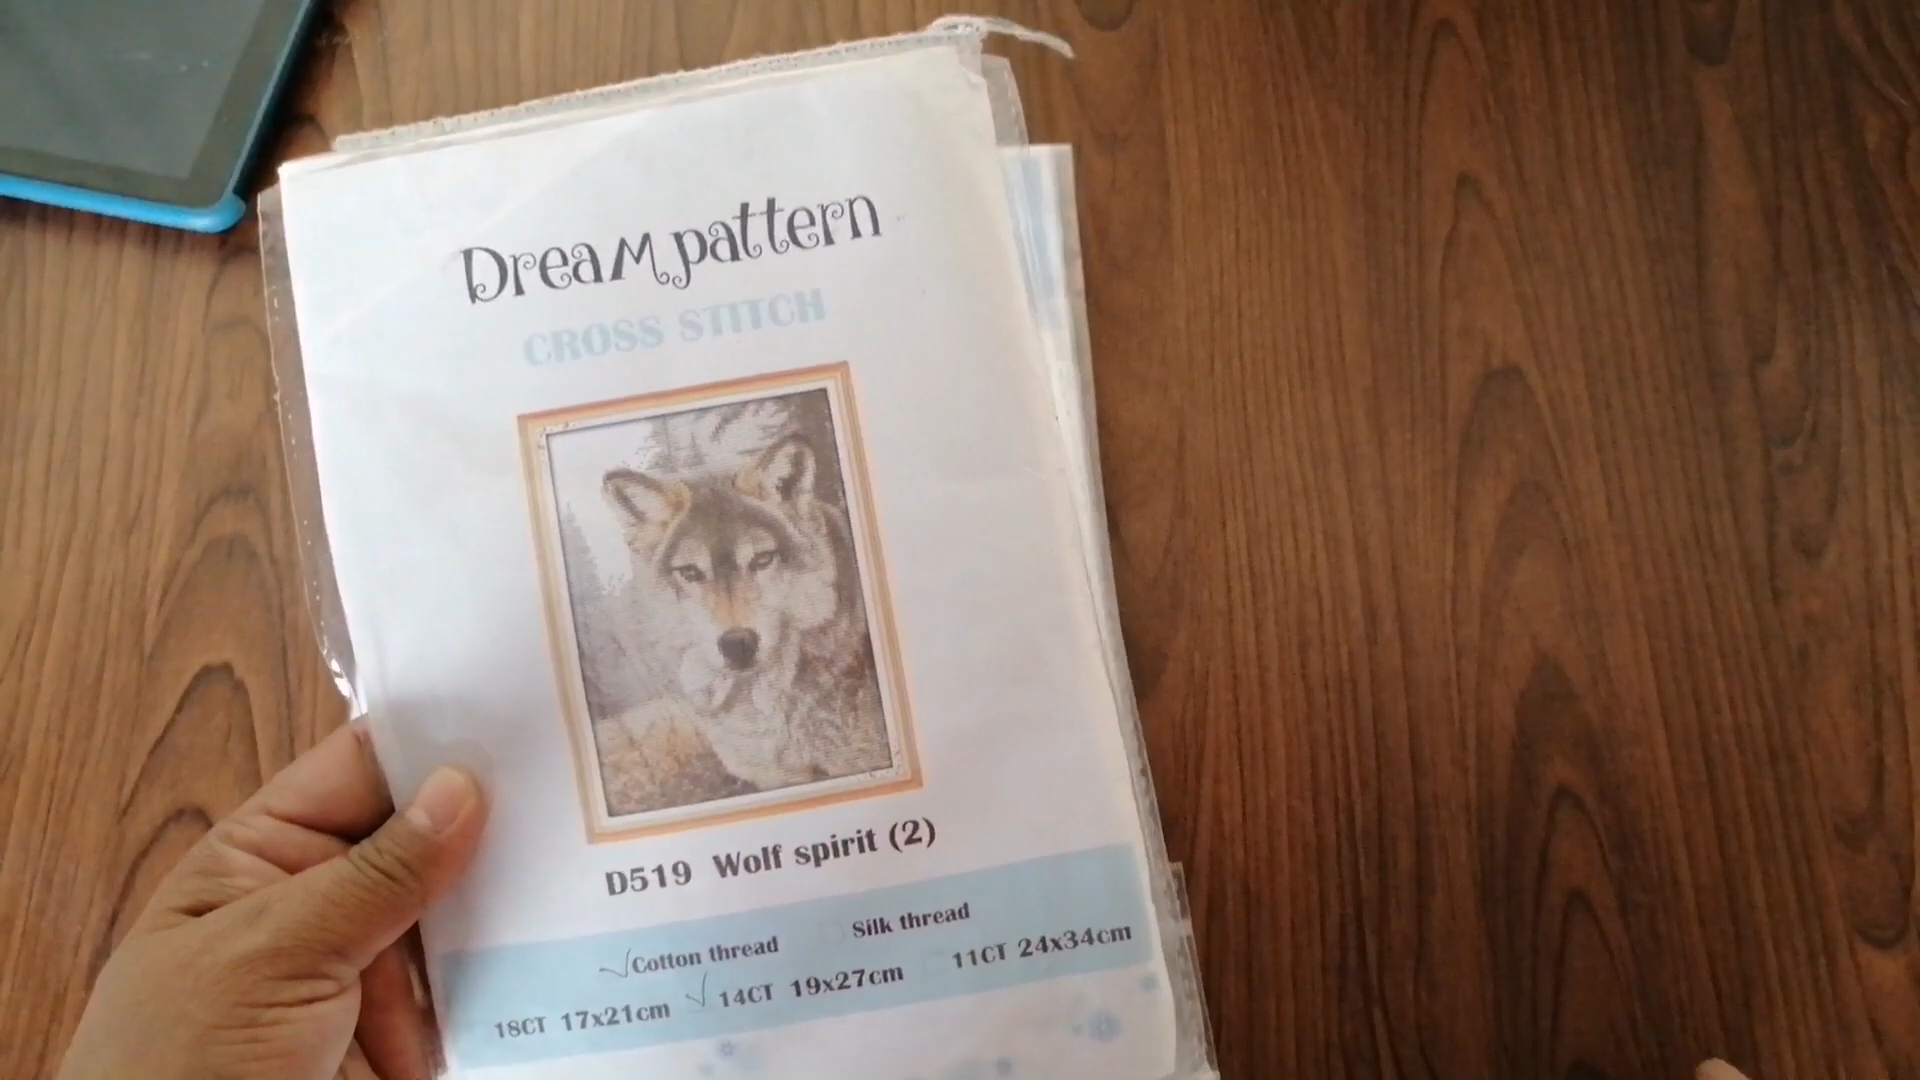 Dream pattern
CROSS STITCH
D519 Wolf spirit (2)
Cotton thread Silk thread
18CT 17x21cm 14CT 19x27cm 11CT 24x34cm